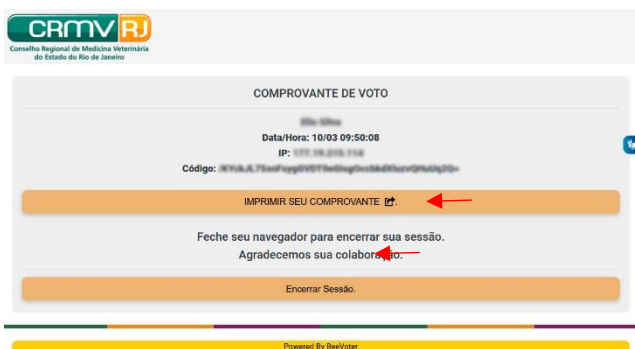 CRMV RJ
Conselho Regional de Medicina Veterinária
do Estado do Rio de Janeiro
COMPROVANTE DE VOTO
Data/Hora: 10/03 09:50:08
IP:
Código:
IMPRIMIR SEU COMPROVANTE .
Feche seu navegador para encerrar sua sessão.
Agradecemos sua colaboração.
Encerrar Sessão.
Powered By BeeVoter